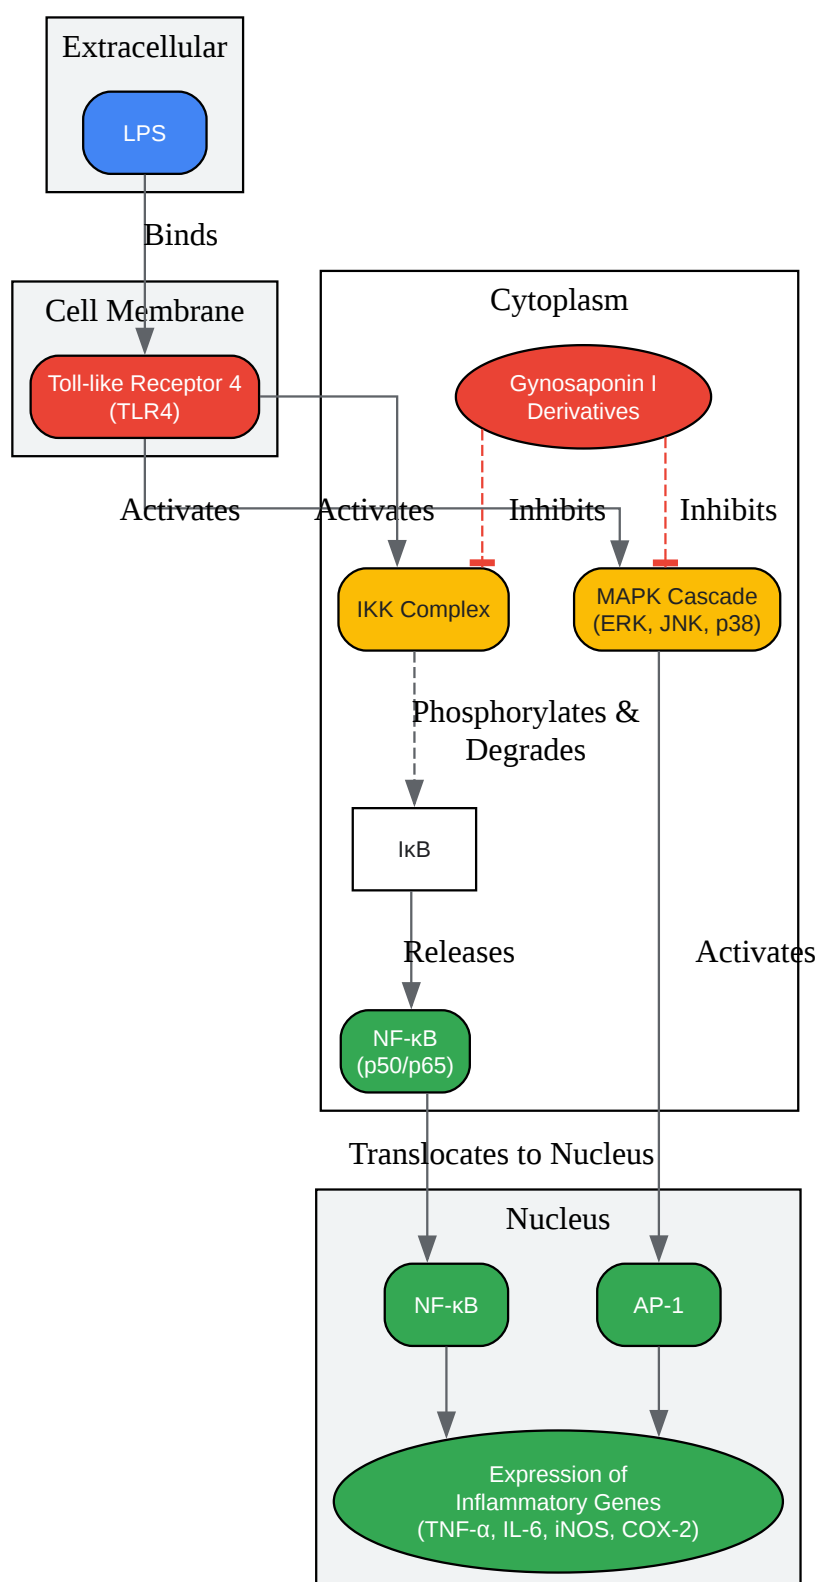 Extracellular
LPS
Binds
Cell Membrane
Toll-like Receptor 4
(TLR4)
Cytoplasm
Gynosaponin I
Derivatives
Activates
Activates
Inhibits
Inhibits
IKK Complex
MAPK Cascade
(ERK, JNK, p38)
Phosphorylates &
Degrades
IκB
Releases
Activates
NF-κB
(p50/p65)
Translocates to Nucleus
Nucleus
NF-κB
AP-1
Expression of
Inflammatory Genes
(TNF-α, IL-6, iNOS, COX-2)